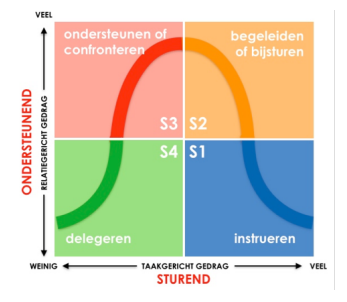 VEEL
ondersteunen of
confronteren
begeleiden
of bijsturen
S3
S2
S4
S1
delegeren
instrueren
ONDERSTEUNEND
RELATIEGERICHT GEDRAG
WEINIG
TAAKGERICHT GEDRAG
VEEL
STUREND